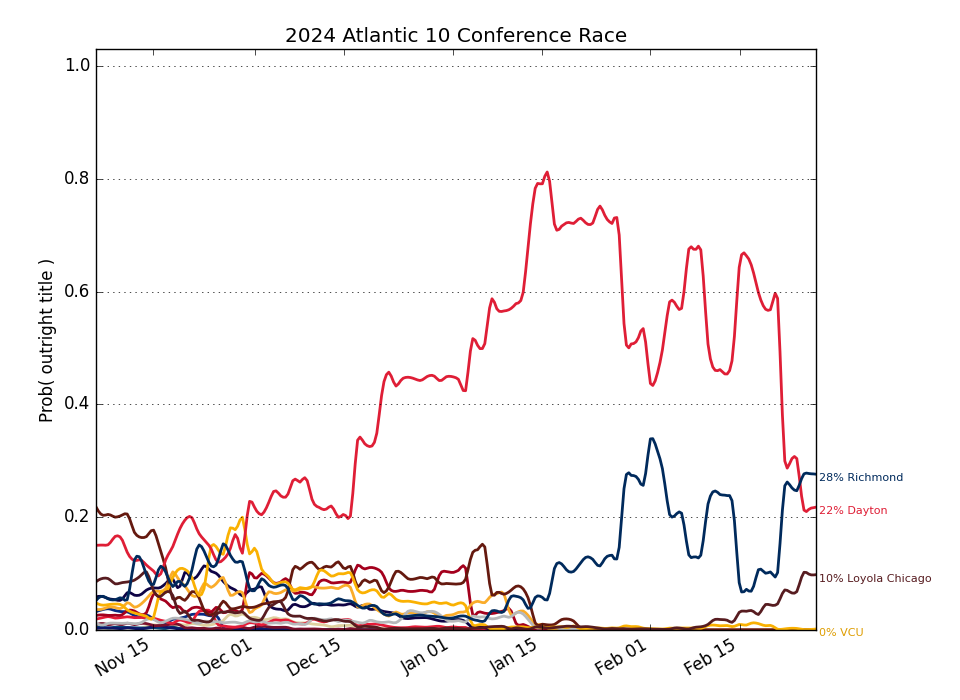 2024 Atlantic 10 Conference Race
Prob( outright title )
1.0
0.8
0.6
0.4
0.2
0.0
28% Richmond
22% Dayton
10% Loyola Chicago
0% VCU
Nov 15
Dec 01
Dec 15
Jan 01
Jan 15
Feb 01
Feb 15